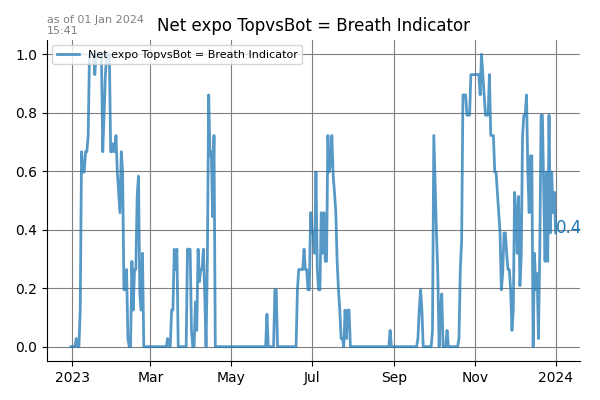 as of 01 Jan 2024
15:41
Net expo TopvsBot = Breath Indicator
Net expo TopvsBot = Breath Indicator
1.0
0.8
0.6
0.4
0.2
0.0
0.4
2023 Mar May Jul Sep Nov 2024